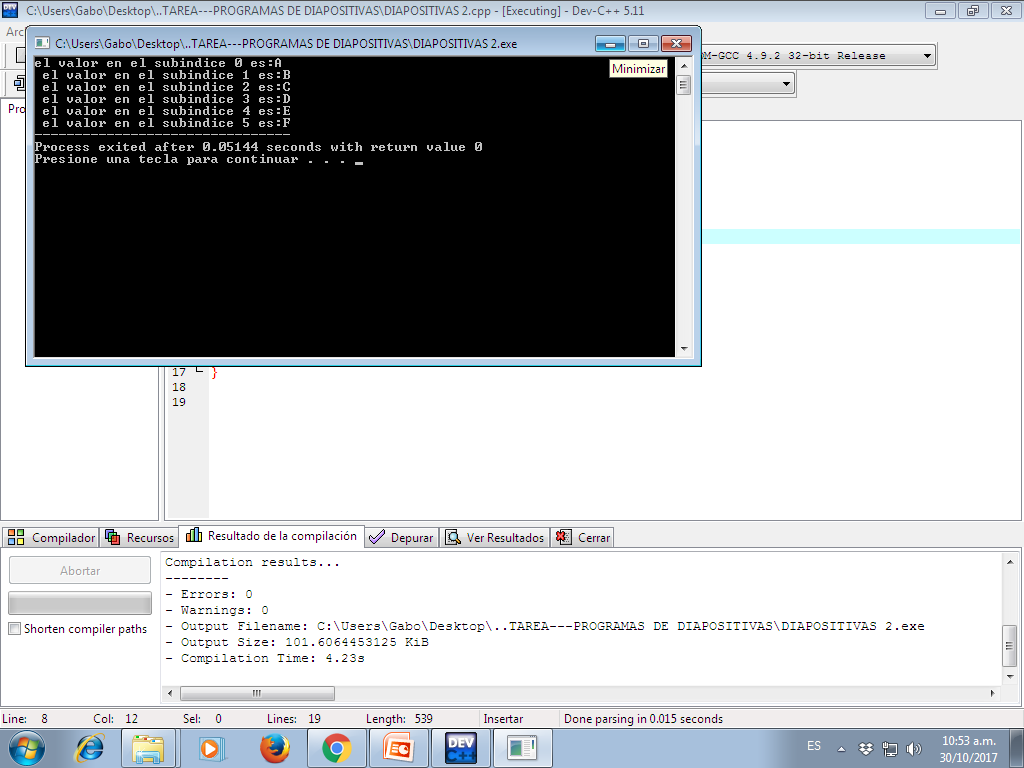 C:\Users\Gabo\Desktop\..TAREA---PROGRAMAS DE DIAPOSITIVAS\DIAPOSITIVAS 2.cpp - [Executing] - Dev-C++ 5.11
C:\Users\Gabo\Desktop\..TAREA---PROGRAMAS DE DIAPOSITIVAS\DIAPOSITIVAS 2.exe
Minimizar
el valor en el subindice 0 es:A
el valor en el subindice 1 es:B
el valor en el subindice 2 es:C
el valor en el subindice 3 es:D
el valor en el subindice 4 es:E
el valor en el subindice 5 es:F
--------------------------------
Process exited after 0.05144 seconds with return value 0
Presione una tecla para continuar . . . _
DM-GCC 4.9.2 32-bit Release
17 }
18
19
Compilador Recursos Resultado de la compilación Depurar Ver Resultados Cerrar
Abortar
Shorten compiler paths
Compilation results...
--------
- Errors: 0
- Warnings: 0
- Output Filename: C:\Users\Gabo\Desktop\..TAREA---PROGRAMAS DE DIAPOSITIVAS\DIAPOSITIVAS 2.exe
- Output Size: 101.6064453125 KiB
- Compilation Time: 4.23s
Line: 8 Col: 12 Sel: 0 Lines: 19 Length: 539 Insertar Done parsing in 0.015 seconds
DEV C++
ES
10:53 a.m.
30/10/2017